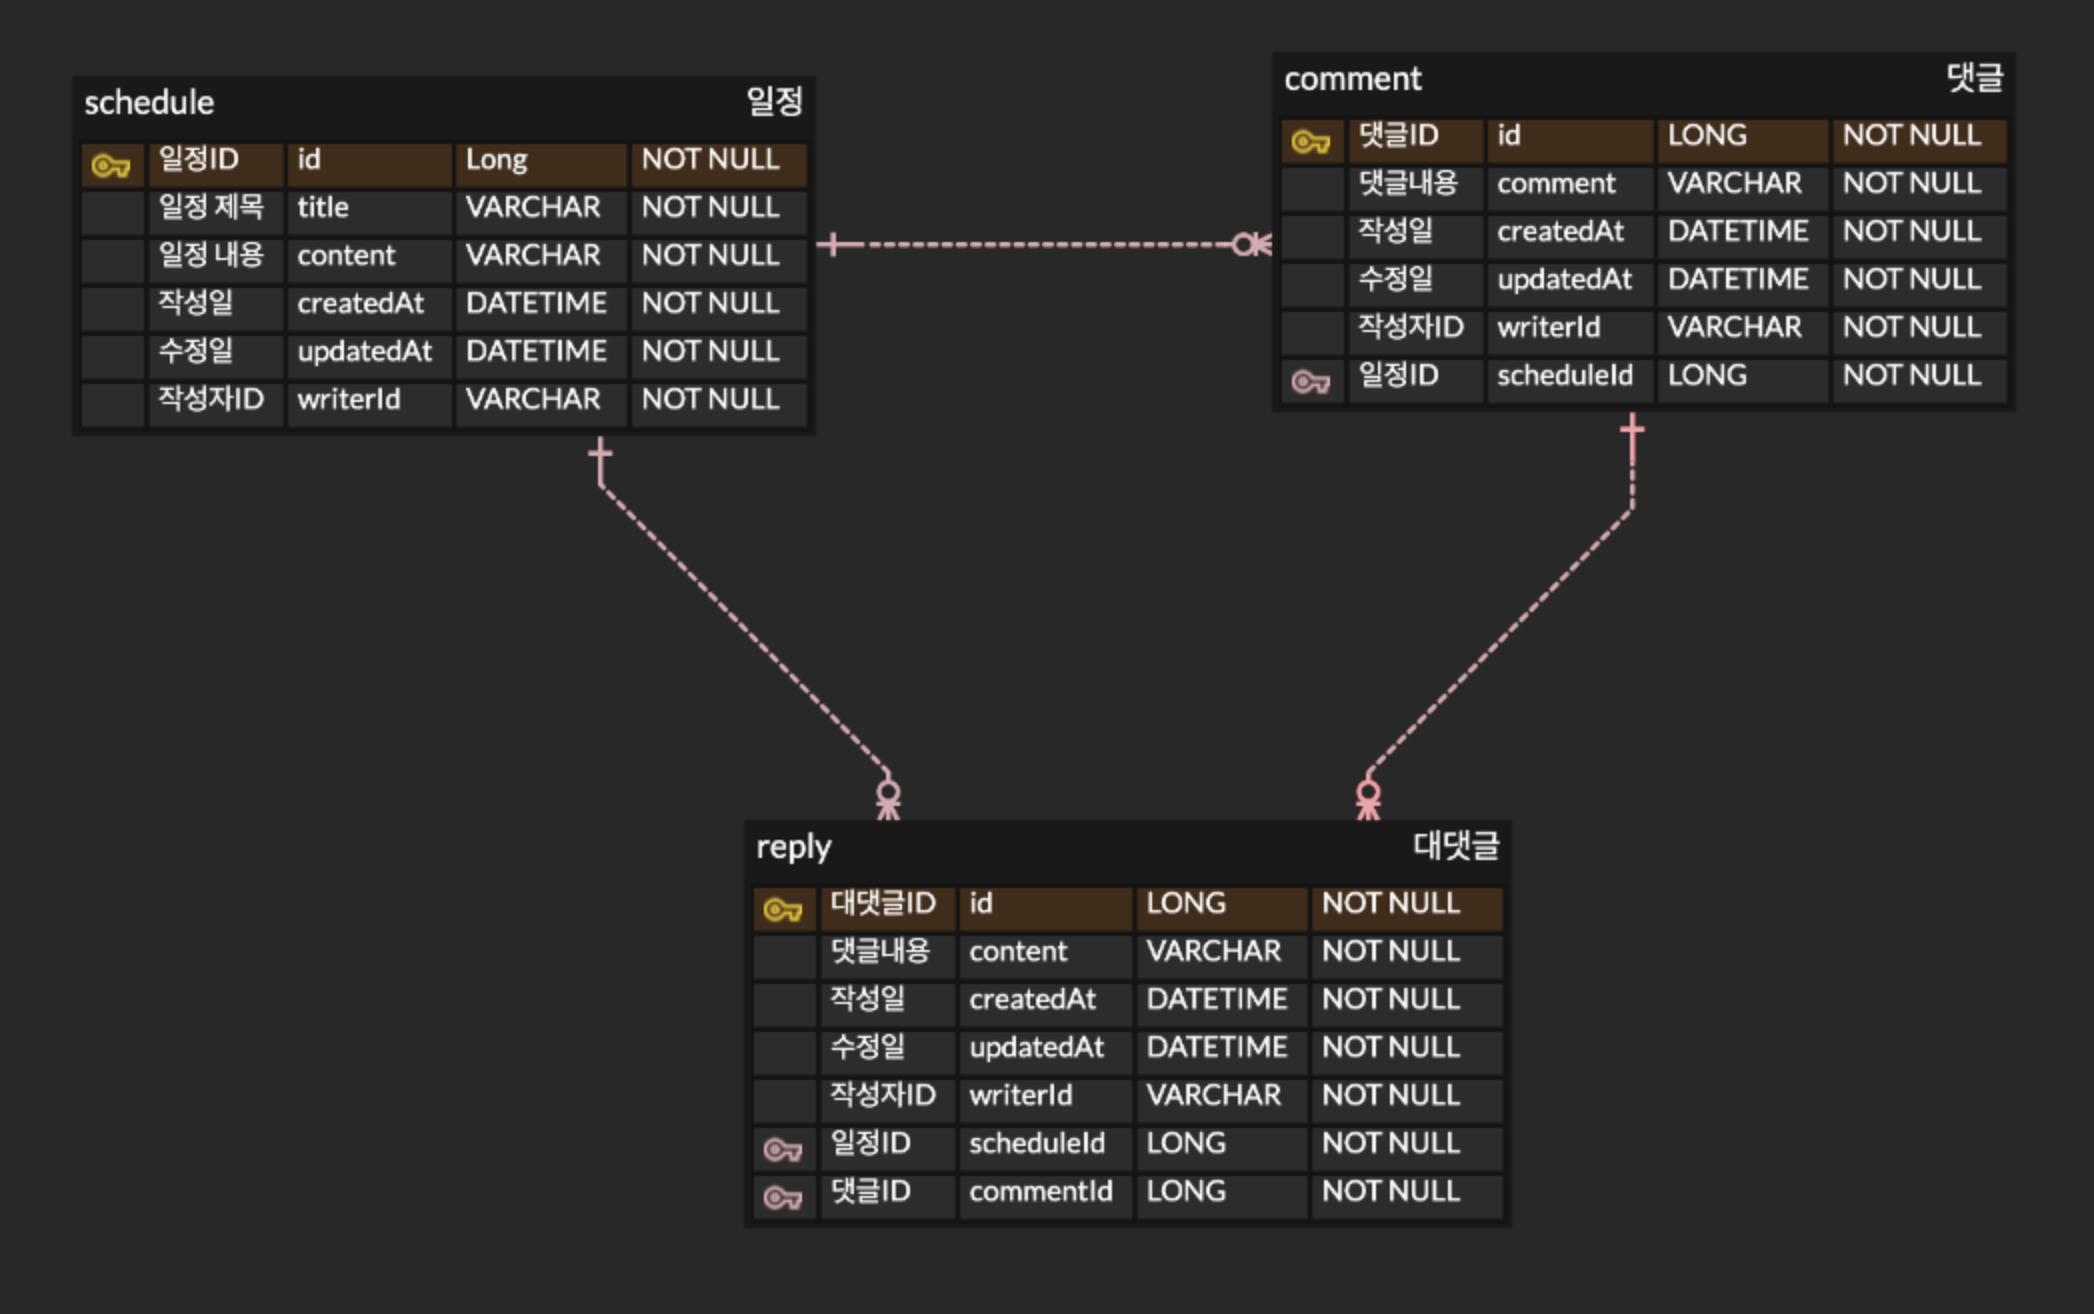 schedule 일정
일정ID id Long NOT NULL
일정 제목 title VARCHAR NOT NULL
일정 내용 content VARCHAR NOT NULL
작성일 createdAt DATETIME NOT NULL
수정일 updatedAt DATETIME NOT NULL
작성자ID writerId VARCHAR NOT NULL
comment 댓글
댓글ID id LONG NOT NULL
댓글내용 comment VARCHAR NOT NULL
작성일 createdAt DATETIME NOT NULL
수정일 updatedAt DATETIME NOT NULL
작성자ID writerId VARCHAR NOT NULL
일정ID scheduleId LONG NOT NULL
reply 대댓글
대댓글ID id LONG NOT NULL
댓글내용 content VARCHAR NOT NULL
작성일 createdAt DATETIME NOT NULL
수정일 updatedAt DATETIME NOT NULL
작성자ID writerId VARCHAR NOT NULL
일정ID scheduleId LONG NOT NULL
댓글ID commentId LONG NOT NULL